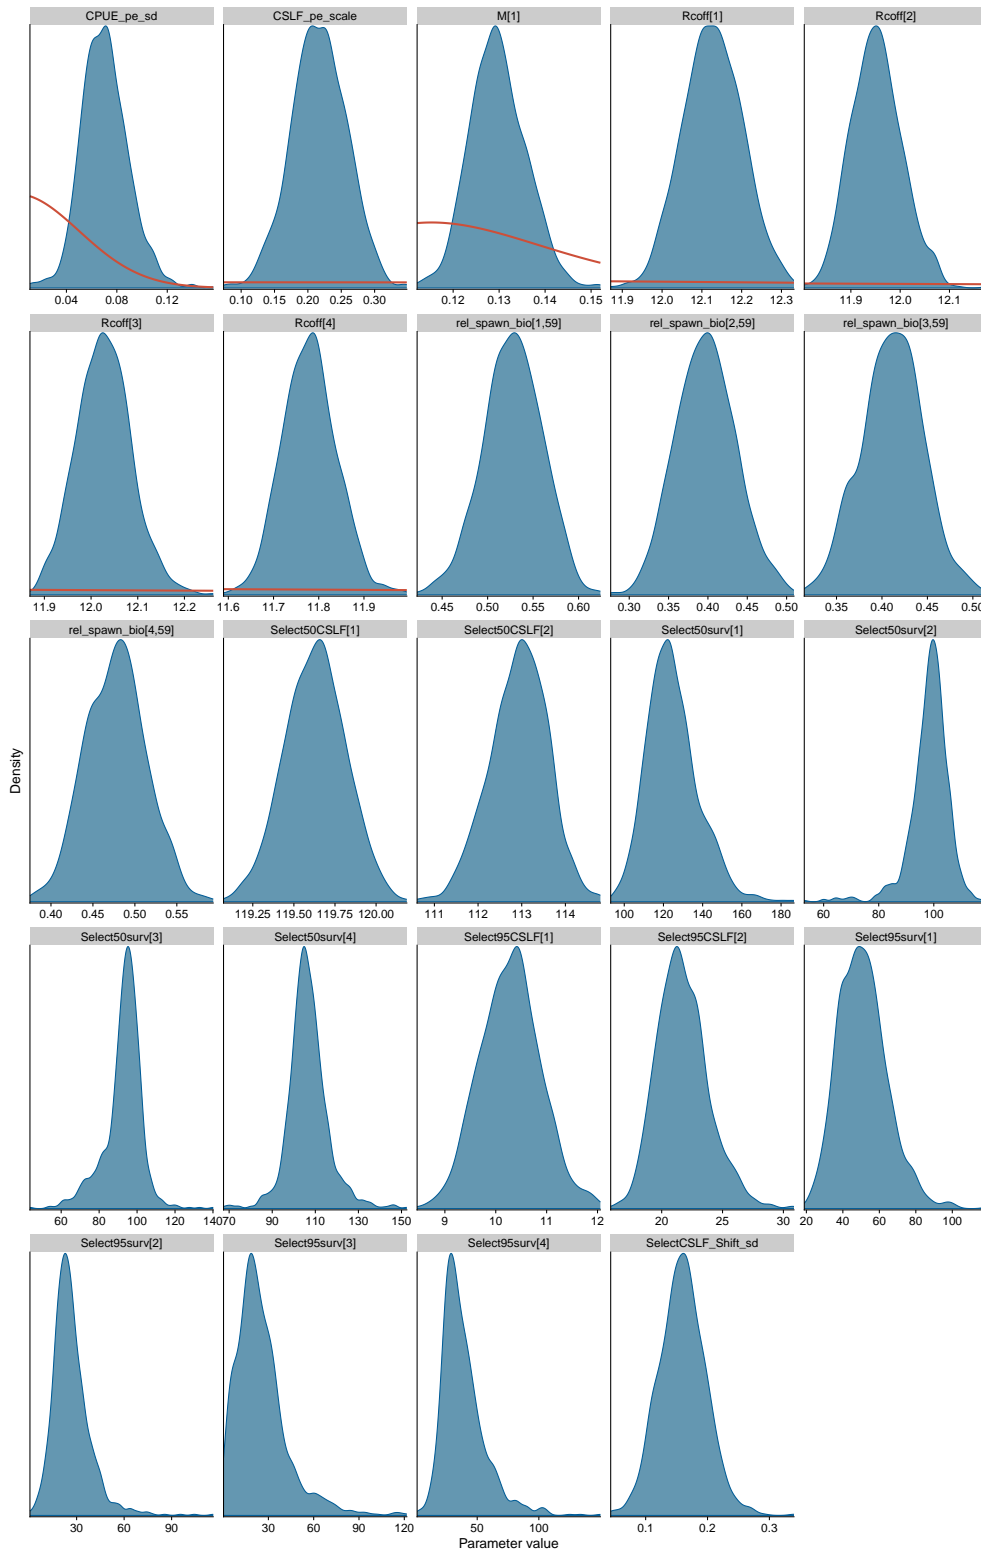 CPUE_pe_sd CSLF_pe_scale M[1] Rcoff[1] Rcoff[2]
0.04 0.08 0.12 0.10 0.20 0.30 0.12 0.13 0.14 0.15 11.9 12.0 12.1 12.2 12.3 11.9 12.0 12.1
Rcoff[3] Rcoff[4] rel_spawn_bio[1,59] rel_spawn_bio[2,59] rel_spawn_bio[3,59]
11.9 12.0 12.1 12.2 11.6 11.7 11.8 11.9 0.45 0.50 0.55 0.60 0.30 0.35 0.40 0.45 0.50 0.35 0.40 0.45 0.50
rel_spawn_bio[4,59] Select50CSLF[1] Select50CSLF[2] Select50surv[1] Select50surv[2]
Density
0.40 0.45 0.50 0.55 119.25 119.50 119.75 120.00 111 112 113 114 100 120 140 160 180 60 80 100
Select50surv[3] Select50surv[4] Select95CSLF[1] Select95CSLF[2] Select95surv[1]
60 80 100 120 140 70 90 110 130 150 9 10 11 12 20 25 30 20 40 60 80 100
Select95surv[2] Select95surv[3] Select95surv[4] SelectCSLF_Shift_sd
30 60 90 30 60 90 120 50 100 0.1 0.2 0.3
Parameter value